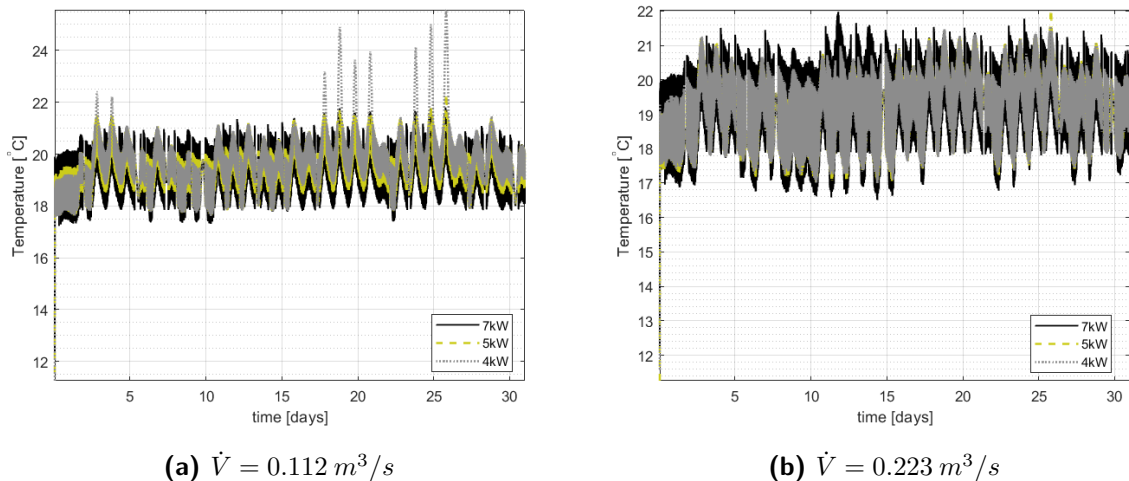 24
22
20
18
16
14
12
Temperature [°C]
5 10 15 20 25 30
time [days]
7kW
5kW
4kW
(a) V̇ = 0.112 m³/s
22
21
20
19
18
17
16
15
14
13
12
Temperature [°C]
5 10 15 20 25 30
time [days]
7kW
5kW
4kW
(b) V̇ = 0.223 m³/s